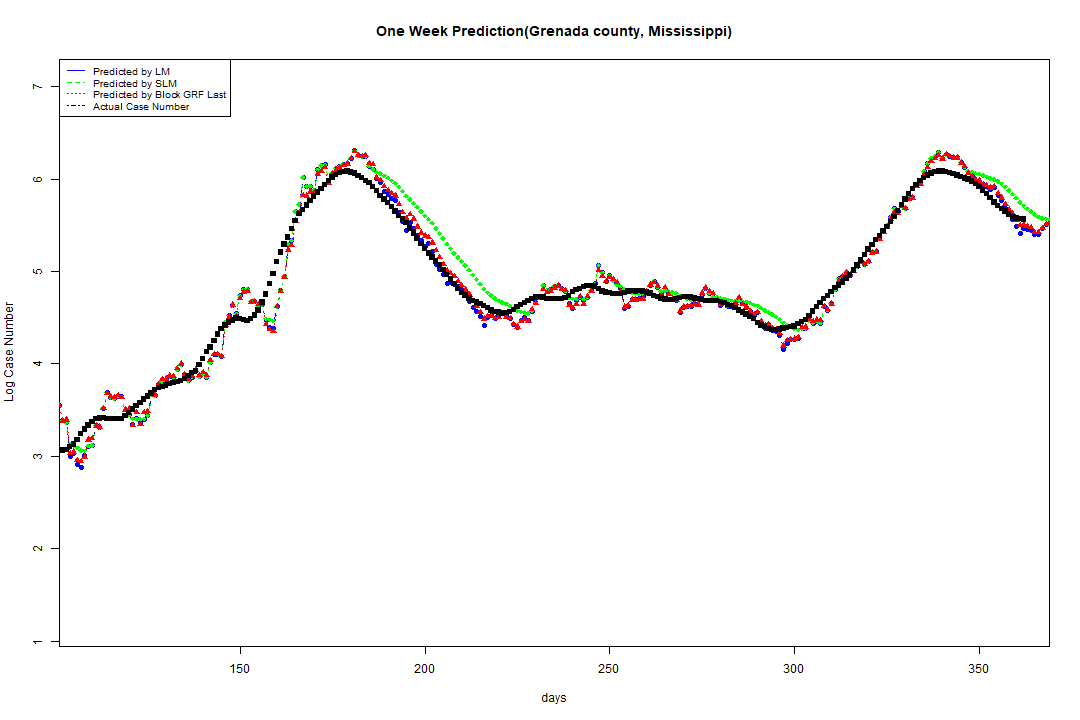 One Week Prediction(Grenada county, Mississippi)
Predicted by LM
Predicted by SLM
Predicted by Block GRF Last
Actual Case Number
7
6
5
4
3
2
1
Log Case Number
150 200 250 300 350
days